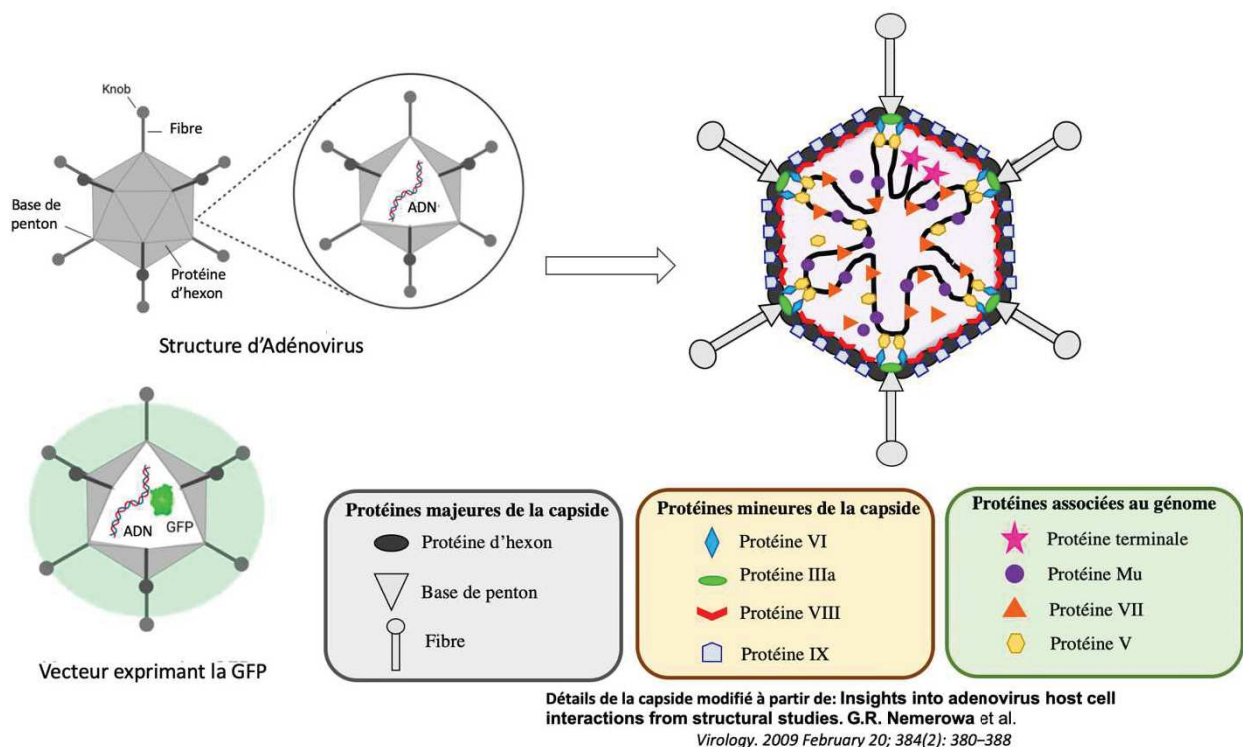 Knob
Fibre
Base de
penton
Protéine
d'hexon
ADN
Structure d'Adénovirus
ADN
GFP
Vecteur exprimant la GFP
Protéines majeures de la capside
Protéine d'hexon
Base de penton
Fibre
Protéines mineures de la capside
Protéine VI
Protéine IIIa
Protéine VIII
Protéine IX
Protéines associées au génome
Protéine terminale
Protéine Mu
Protéine VII
Protéine V
Détails de la capside modifié à partir de: Insights into adenovirus host cell
interactions from structural studies. G.R. Nemerowa et al.
Virology. 2009 February 20; 384(2): 380–388